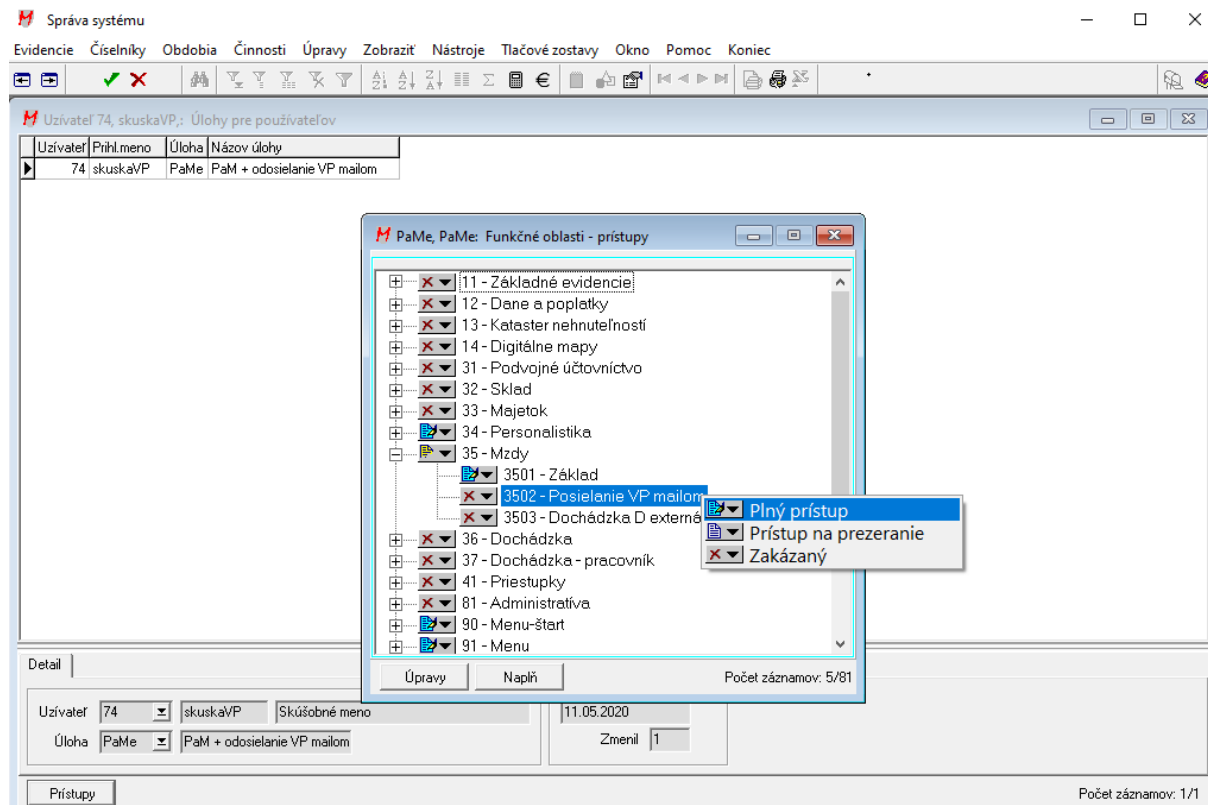 Správa systému
Evidencie Číselníky Obdobia Činnosti Úpravy Zobraziť Nástroje Tlačové zostavy Okno Pomoc Koniec
Uzívateľ 74, skuskaVP,: Úlohy pre používateľov
Uzívateľ Prihl.meno Úloha Názov úlohy
74 skuskaVP PaMe PaM + odosielanie VP mailom
PaMe, PaMe: Funkčné oblasti - prístupy
11 - Základné evidencie
12 - Dane a poplatky
13 - Kataster nehnuteľností
14 - Digitálne mapy
31 - Podvojné účtovníctvo
32 - Sklad
33 - Majetok
34 - Personalistika
35 - Mzdy
3501 - Základ
3502 - Posielanie VP mailom
3503 - Dochádzka D externá
36 - Dochádzka
37 - Dochádzka - pracovník
41 - Priestupky
81 - Administratíva
90 - Menu-štart
91 - Menu
Plný prístup
Prístup na prezeranie
Zakázaný
Úpravy Naplň Počet záznamov: 5/81
Detail
Uzívateľ 74 skuskaVP Skúšobné meno 11.05.2020
Úloha PaMe PaM + odosielanie VP mailom Zmenil 1
Prístupy Počet záznamov: 1/1